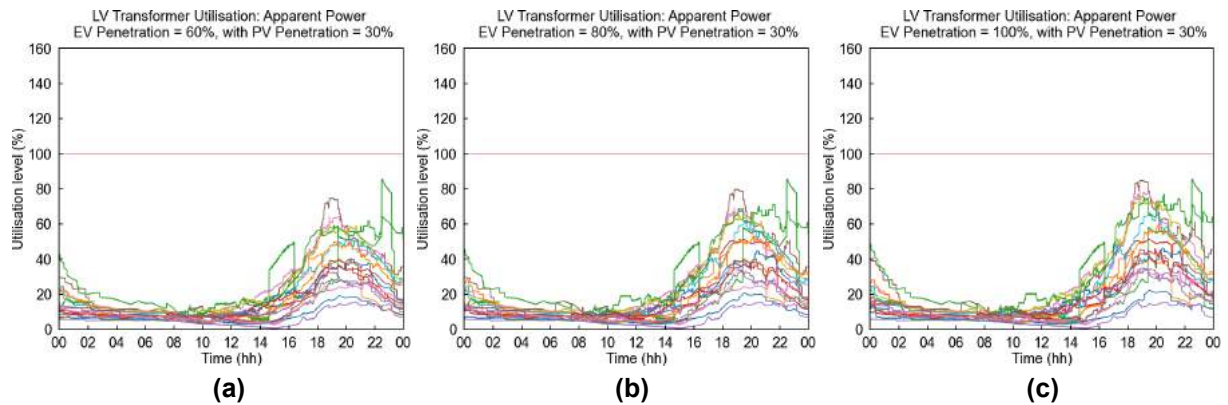 LV Transformer Utilisation: Apparent Power
EV Penetration = 60%, with PV Penetration = 30%
160
140
120
100
80
60
40
20
0
Utilisation level (%)
00 02 04 06 08 10 12 14 16 18 20 22 00
Time (hh)
(a)
LV Transformer Utilisation: Apparent Power
EV Penetration = 80%, with PV Penetration = 30%
160
140
120
100
80
60
40
20
0
Utilisation level (%)
00 02 04 06 08 10 12 14 16 18 20 22 00
Time (hh)
(b)
LV Transformer Utilisation: Apparent Power
EV Penetration = 100%, with PV Penetration = 30%
160
140
120
100
80
60
40
20
0
Utilisation level (%)
00 02 04 06 08 10 12 14 16 18 20 22 00
Time (hh)
(c)